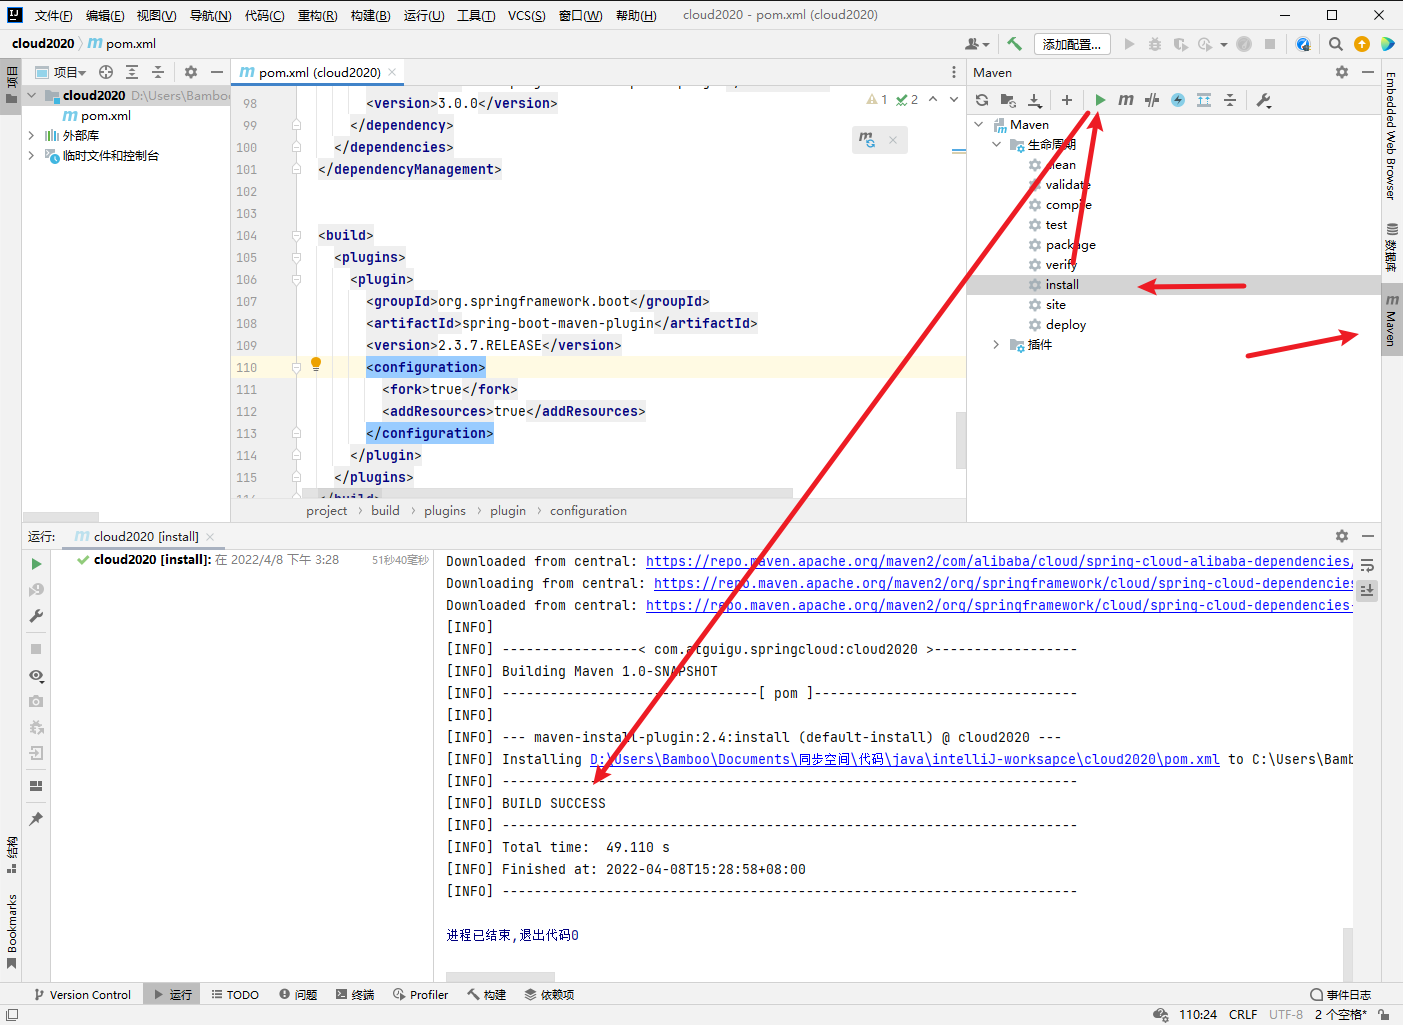 文件(F) 编辑(E) 视图(V) 导航(N) 代码(C) 重构(R) 构建(B) 运行(U) 工具(T) VCS(S) 窗口(W) 帮助(H) cloud2020 - pom.xml (cloud2020)
cloud2020 pom.xml 添加配置...
项目 项目 pom.xml (cloud2020) Maven
cloud2020 D:\Users\Bamboo
pom.xml
外部库
临时文件和控制台
98 <version>3.0.0</version>
99 </dependency>
100 </dependencies>
101 </dependencyManagement>
102
103
104 <build>
105 <plugins>
106 <plugin>
107 <groupId>org.springframework.boot</groupId>
108 <artifactId>spring-boot-maven-plugin</artifactId>
109 <version>2.3.7.RELEASE</version>
110 <configuration>
111 <fork>true</fork>
112 <addResources>true</addResources>
113 </configuration>
114 </plugin>
115 </plugins>
116 </build>
1 2
project build plugins plugin configuration
Maven
生命周期
clean
validate
compile
test
package
verify
install
site
deploy
插件
Embedded Web Browser
数据库
Maven
运行: cloud2020 [install]
cloud2020 [install]: 在 2022/4/8 下午 3:28 51秒40毫秒
Downloaded from central: https://repo.maven.apache.org/maven2/com/alibaba/cloud/spring-cloud-alibaba-dependencies/
Downloading from central: https://repo.maven.apache.org/maven2/org/springframework/cloud/spring-cloud-dependencies
Downloaded from central: https://repo.maven.apache.org/maven2/org/springframework/cloud/spring-cloud-dependencies-
[INFO]
[INFO] -----------------< com.atguigu.springcloud:cloud2020 >------------------
[INFO] Building Maven 1.0-SNAPSHOT
[INFO] --------------------------------[ pom ]---------------------------------
[INFO]
[INFO] --- maven-install-plugin:2.4:install (default-install) @ cloud2020 ---
[INFO] Installing D:\Users\Bamboo\Documents\同步空间\代码\java\intelliJ-worksapce\cloud2020\pom.xml to C:\Users\Bamb
[INFO] ------------------------------------------------------------------------
[INFO] BUILD SUCCESS
[INFO] ------------------------------------------------------------------------
[INFO] Total time:  49.110 s
[INFO] Finished at: 2022-04-08T15:28:58+08:00
[INFO] ------------------------------------------------------------------------
进程已结束,退出代码0
结构
Bookmarks
Version Control 运行 TODO 问题 终端 Profiler 构建 依赖项 事件日志
110:24 CRLF UTF-8 2 个空格*